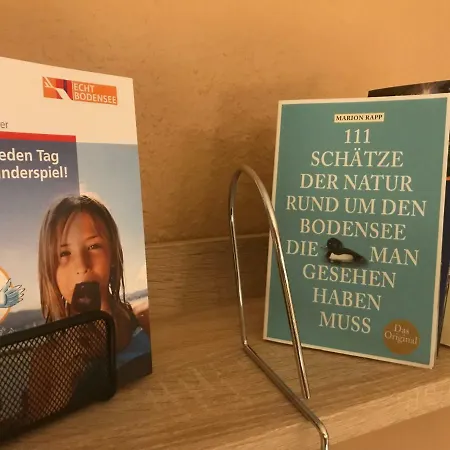 ECHT
BODENSEE
er
eden Tag
nderspiel!
MARION RAPP
111
SCHÄTZE
DER NATUR
RUND UM DEN
BODENSEE
DIE MAN
GESEHEN
HABEN
MUSS
Das
Original